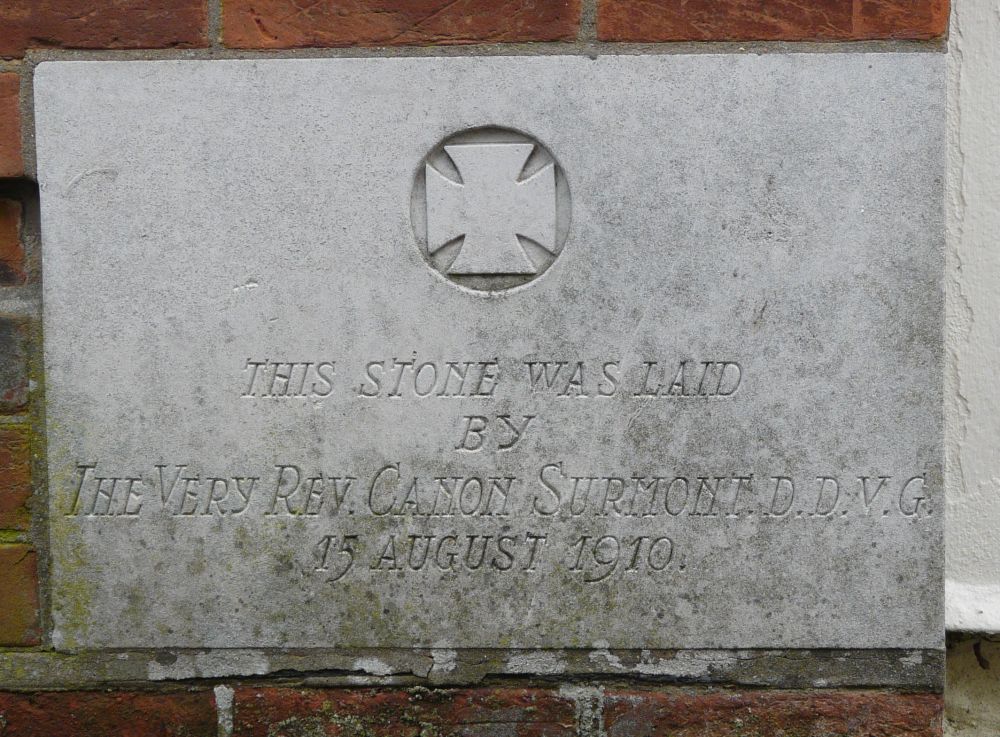 THIS STONE WAS LAID
BY
THE VERY REV. CANON SURMONT. D.D.V.G.
15 AUGUST 1910.